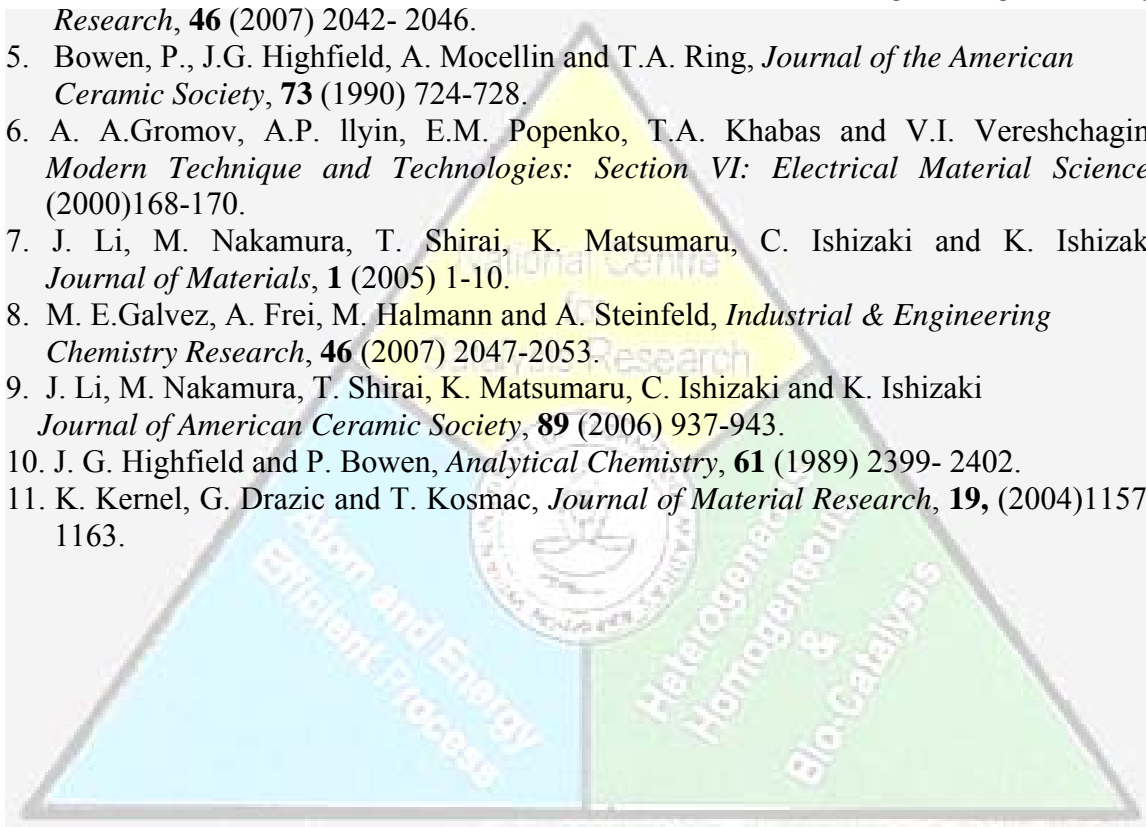 Research, 46 (2007) 2042- 2046.
5. Bowen, P., J.G. Highfield, A. Mocellin and T.A. Ring, Journal of the American
Ceramic Society, 73 (1990) 724-728.
6. A. A.Gromov, A.P. llyin, E.M. Popenko, T.A. Khabas and V.I. Vereshchagin
Modern Technique and Technologies: Section VI: Electrical Material Science
(2000)168-170.
7. J. Li, M. Nakamura, T. Shirai, K. Matsumaru, C. Ishizaki and K. Ishizak
Journal of Materials, 1 (2005) 1-10.
8. M. E.Galvez, A. Frei, M. Halmann and A. Steinfeld, Industrial & Engineering
Chemistry Research, 46 (2007) 2047-2053.
9. J. Li, M. Nakamura, T. Shirai, K. Matsumaru, C. Ishizaki and K. Ishizaki
Journal of American Ceramic Society, 89 (2006) 937-943.
10. J. G. Highfield and P. Bowen, Analytical Chemistry, 61 (1989) 2399- 2402.
11. K. Kernel, G. Drazic and T. Kosmac, Journal of Material Research, 19, (2004)1157
1163.
National Centre
for
Catalysis Research
Atom and Energy
Efficient Process
Heterogeneous
Homogeneous
&
Bio-Catalysis